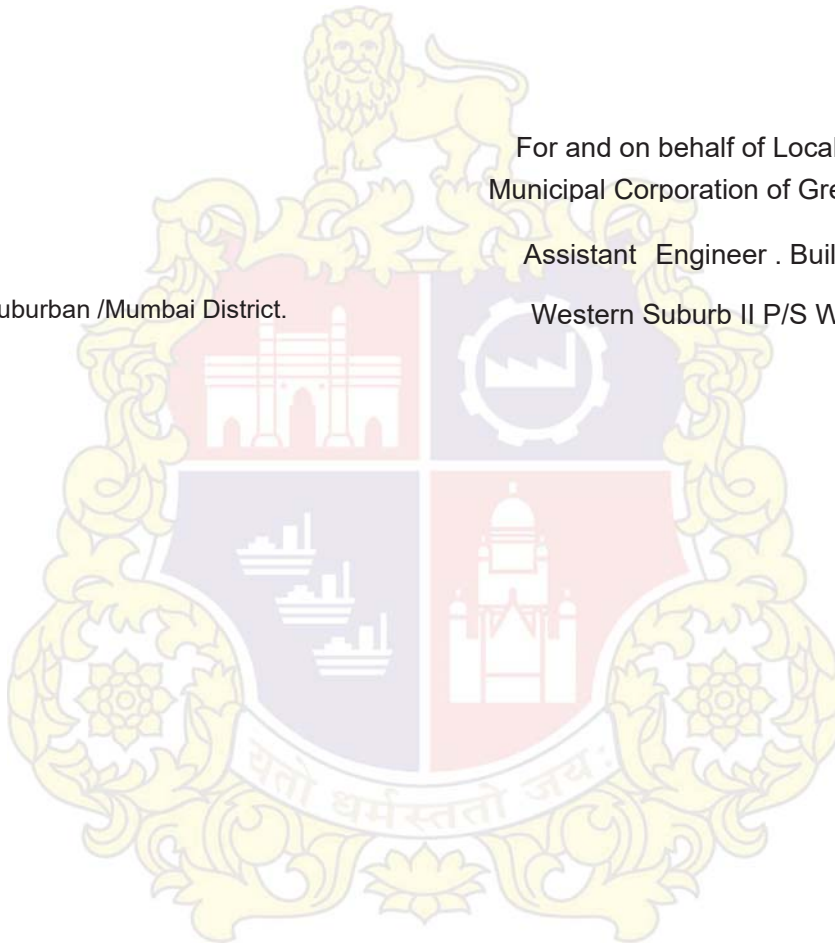 For and on behalf of Local
Municipal Corporation of Gre
Assistant Engineer . Buil
uburban /Mumbai District.
Western Suburb II P/S W
यतो धर्मस्ततो जय: